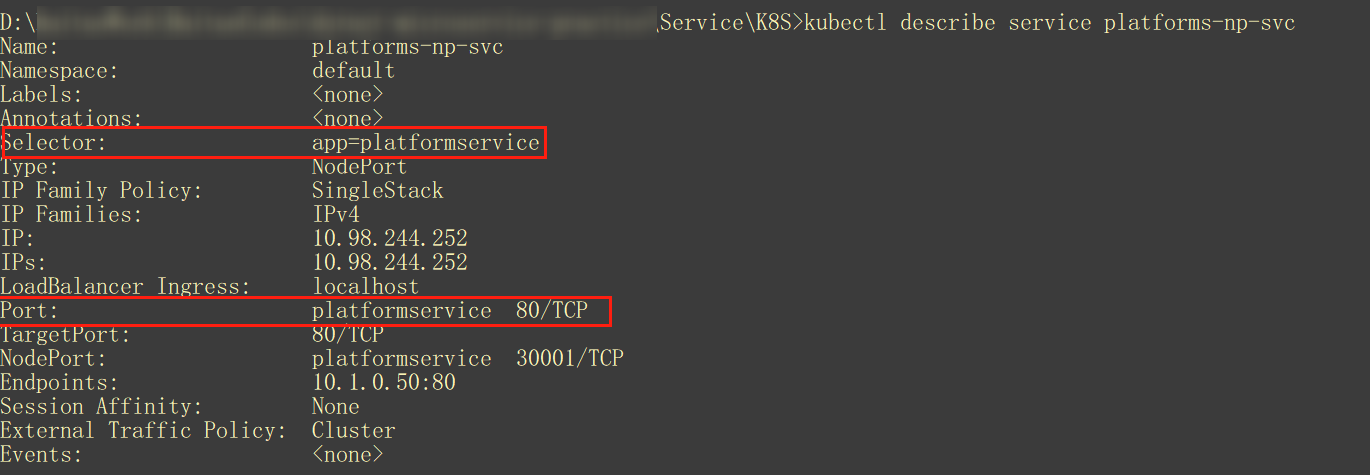 D:\ \Service\K8S>kubectl describe service platforms-np-svc
Name: platforms-np-svc
Namespace: default
Labels: <none>
Annotations: <none>
Selector: app=platformservice
Type: NodePort
IP Family Policy: SingleStack
IP Families: IPv4
IP: 10.98.244.252
IPs: 10.98.244.252
LoadBalancer Ingress: localhost
Port: platformservice 80/TCP
TargetPort: 80/TCP
NodePort: platformservice 30001/TCP
Endpoints: 10.1.0.50:80
Session Affinity: None
External Traffic Policy: Cluster
Events: <none>